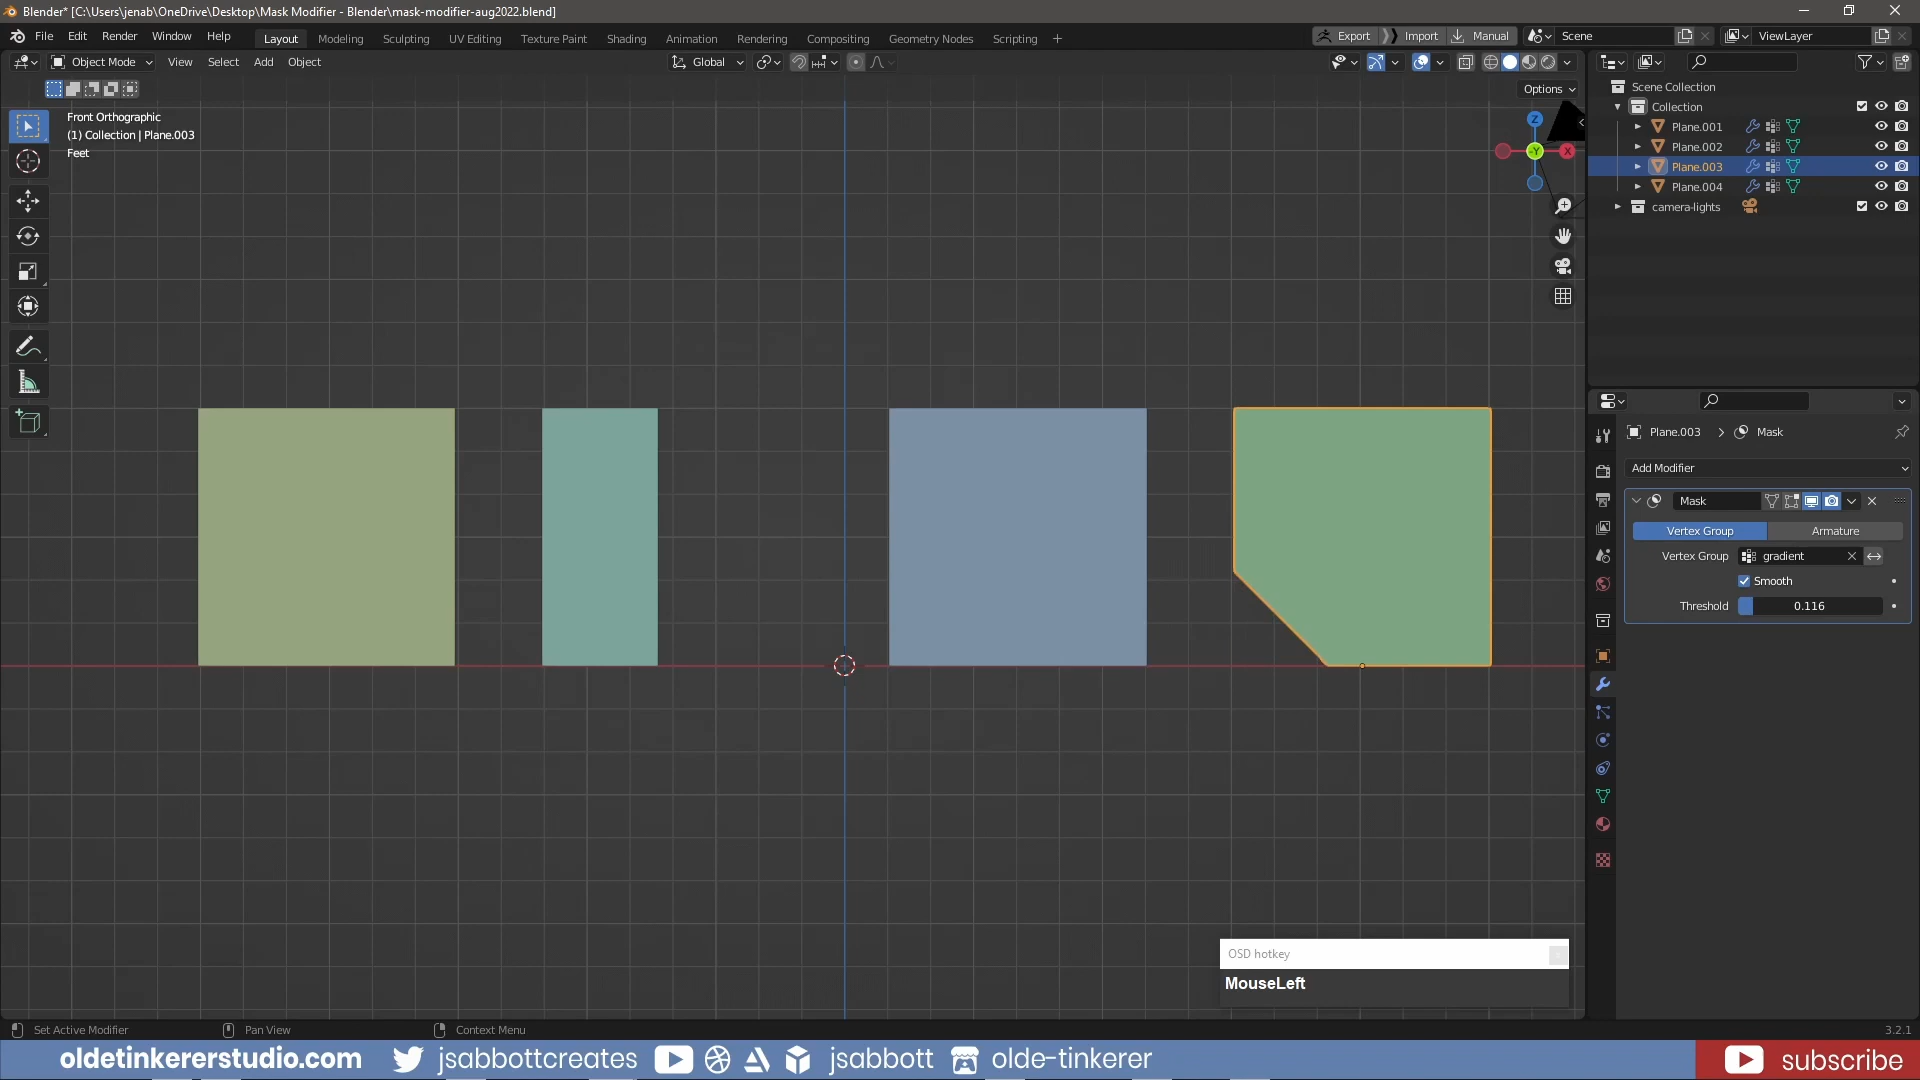 Blender* [C:\Users\jenab\OneDrive\Desktop\Mask Modifier - Blender\mask-modifier-aug2022.blend]
File Edit Render Window Help Layout Modeling Sculpting UV Editing Texture Paint Shading Animation Rendering Compositing Geometry Nodes Scripting + Export Import Manual Scene ViewLayer
Object Mode View Select Add Object Global
Options
Front Orthographic
(1) Collection | Plane.003
Feet
Z
-Y
X
Scene Collection
Collection
Plane.001
Plane.002
Plane.003
Plane.004
camera-lights
Plane.003 > Mask
Add Modifier
Mask
Vertex Group Armature
Vertex Group gradient
Smooth
Threshold 0.116
OSD hotkey
MouseLeft
Set Active Modifier Pan View Context Menu 3.2.1
oldetinkererstudio.com jsabbottcreates jsabbott olde-tinkerer subscribe